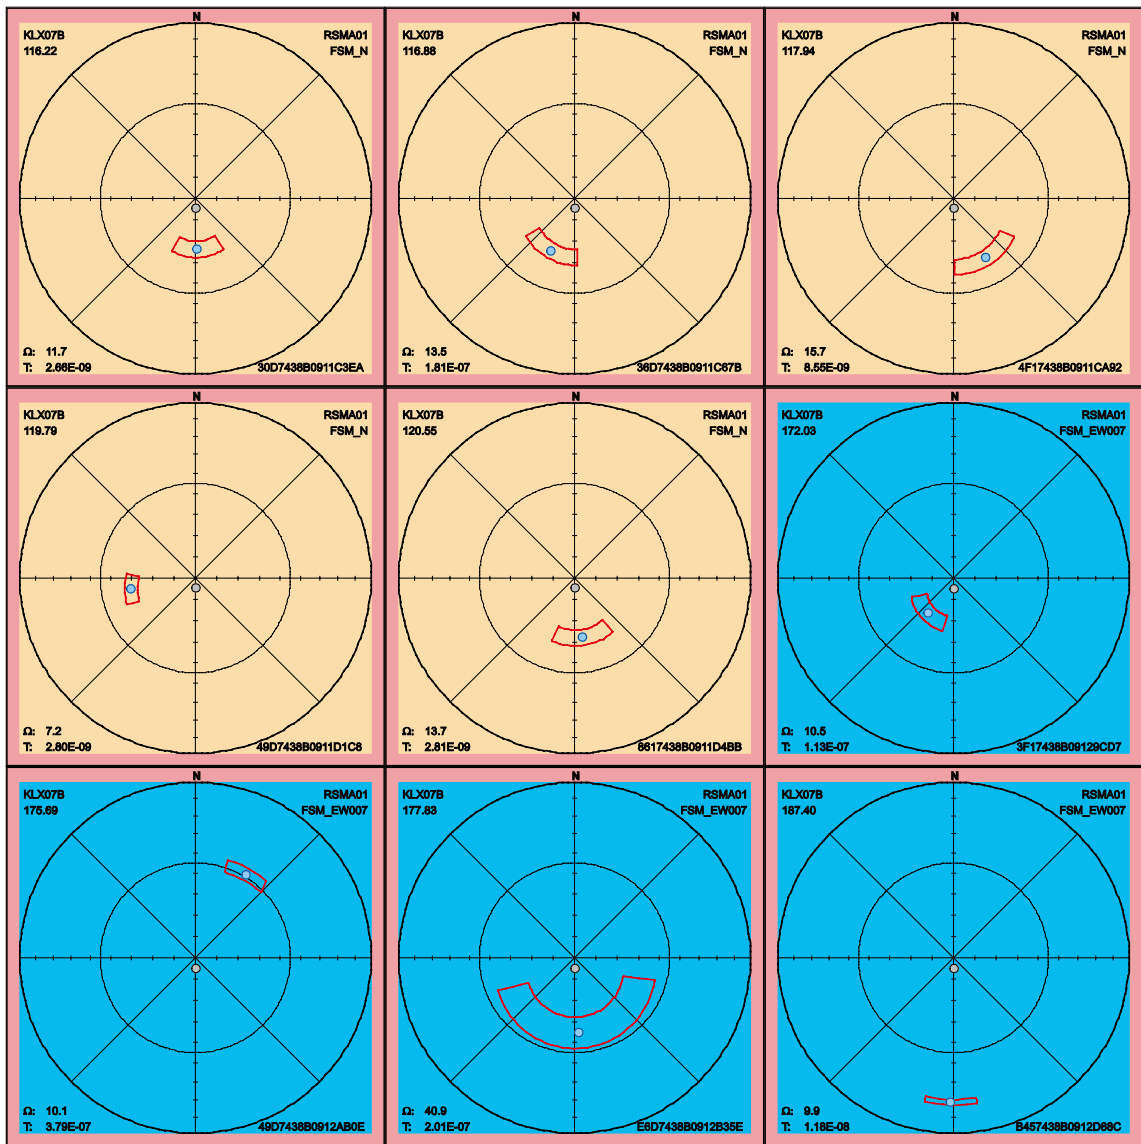 N
KLX07B RSMA01
116.22 FSM_N
Ω: 11.7
T: 2.66E-09 30D7438B0911C3EA
N
KLX07B RSMA01
116.88 FSM_N
Ω: 13.5
T: 1.81E-07 36D7438B0911C67B
N
KLX07B RSMA01
117.94 FSM_N
Ω: 15.7
T: 8.55E-09 4F17438B0911CA92
N
KLX07B RSMA01
119.79 FSM_N
Ω: 7.2
T: 2.80E-09 49D7438B0911D1C6
N
KLX07B RSMA01
120.55 FSM_N
Ω: 13.7
T: 2.81E-09 8617438B0911D4BB
N
KLX07B RSMA01
172.03 FSM_EW007
Ω: 10.5
T: 1.13E-07 3F17438B09129CD7
N
KLX07B RSMA01
175.69 FSM_EW007
Ω: 10.1
T: 3.79E-07 49D7438B0912AB0E
N
KLX07B RSMA01
177.83 FSM_EW007
Ω: 40.9
T: 2.01E-07 E6D7438B0912B35E
N
KLX07B RSMA01
187.40 FSM_EW007
Ω: 9.9
T: 1.16E-08 B457438B0912D88C